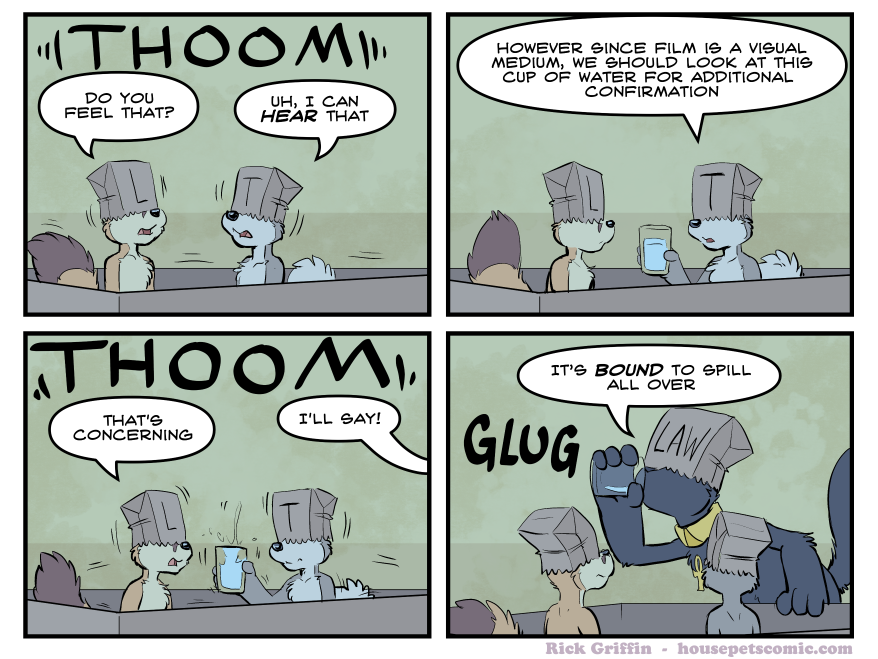 THOOM
DO YOU
FEEL THAT?
UH, I CAN
HEAR THAT
L
T
HOWEVER SINCE FILM IS A VISUAL
MEDIUM, WE SHOULD LOOK AT THIS
CUP OF WATER FOR ADDITIONAL
CONFIRMATION
L
T
THOOM
THAT'S
CONCERNING
I'LL SAY!
L
T
IT'S BOUND TO SPILL
ALL OVER
GLUG
LAW
Rick Griffin - housepetscomic.com